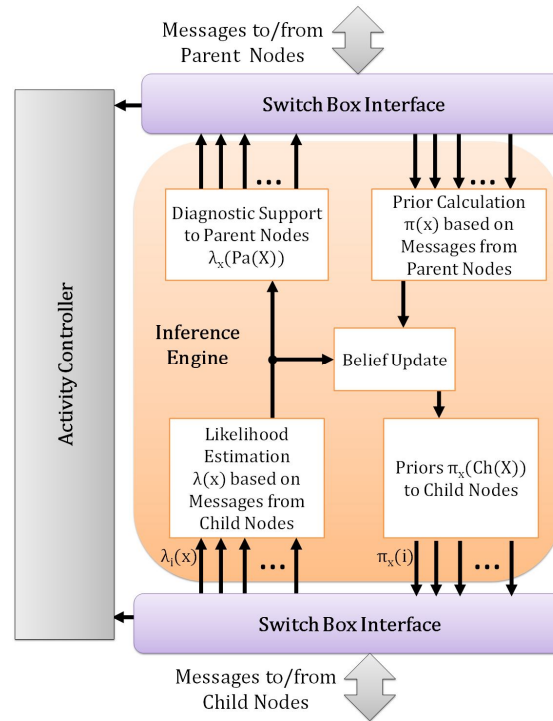 Messages to/from
Parent Nodes
Switch Box Interface
Activity Controller
Diagnostic Support
to Parent Nodes
λx(Pa(X))
Prior Calculation
π(x) based on
Messages from
Parent Nodes
Inference
Engine
Belief Update
Likelihood
Estimation
λ(x) based on
Messages from
Child Nodes
Priors πx(Ch(X))
to Child Nodes
λi(x)
...
πx(i)
...
Switch Box Interface
Messages to/from
Child Nodes